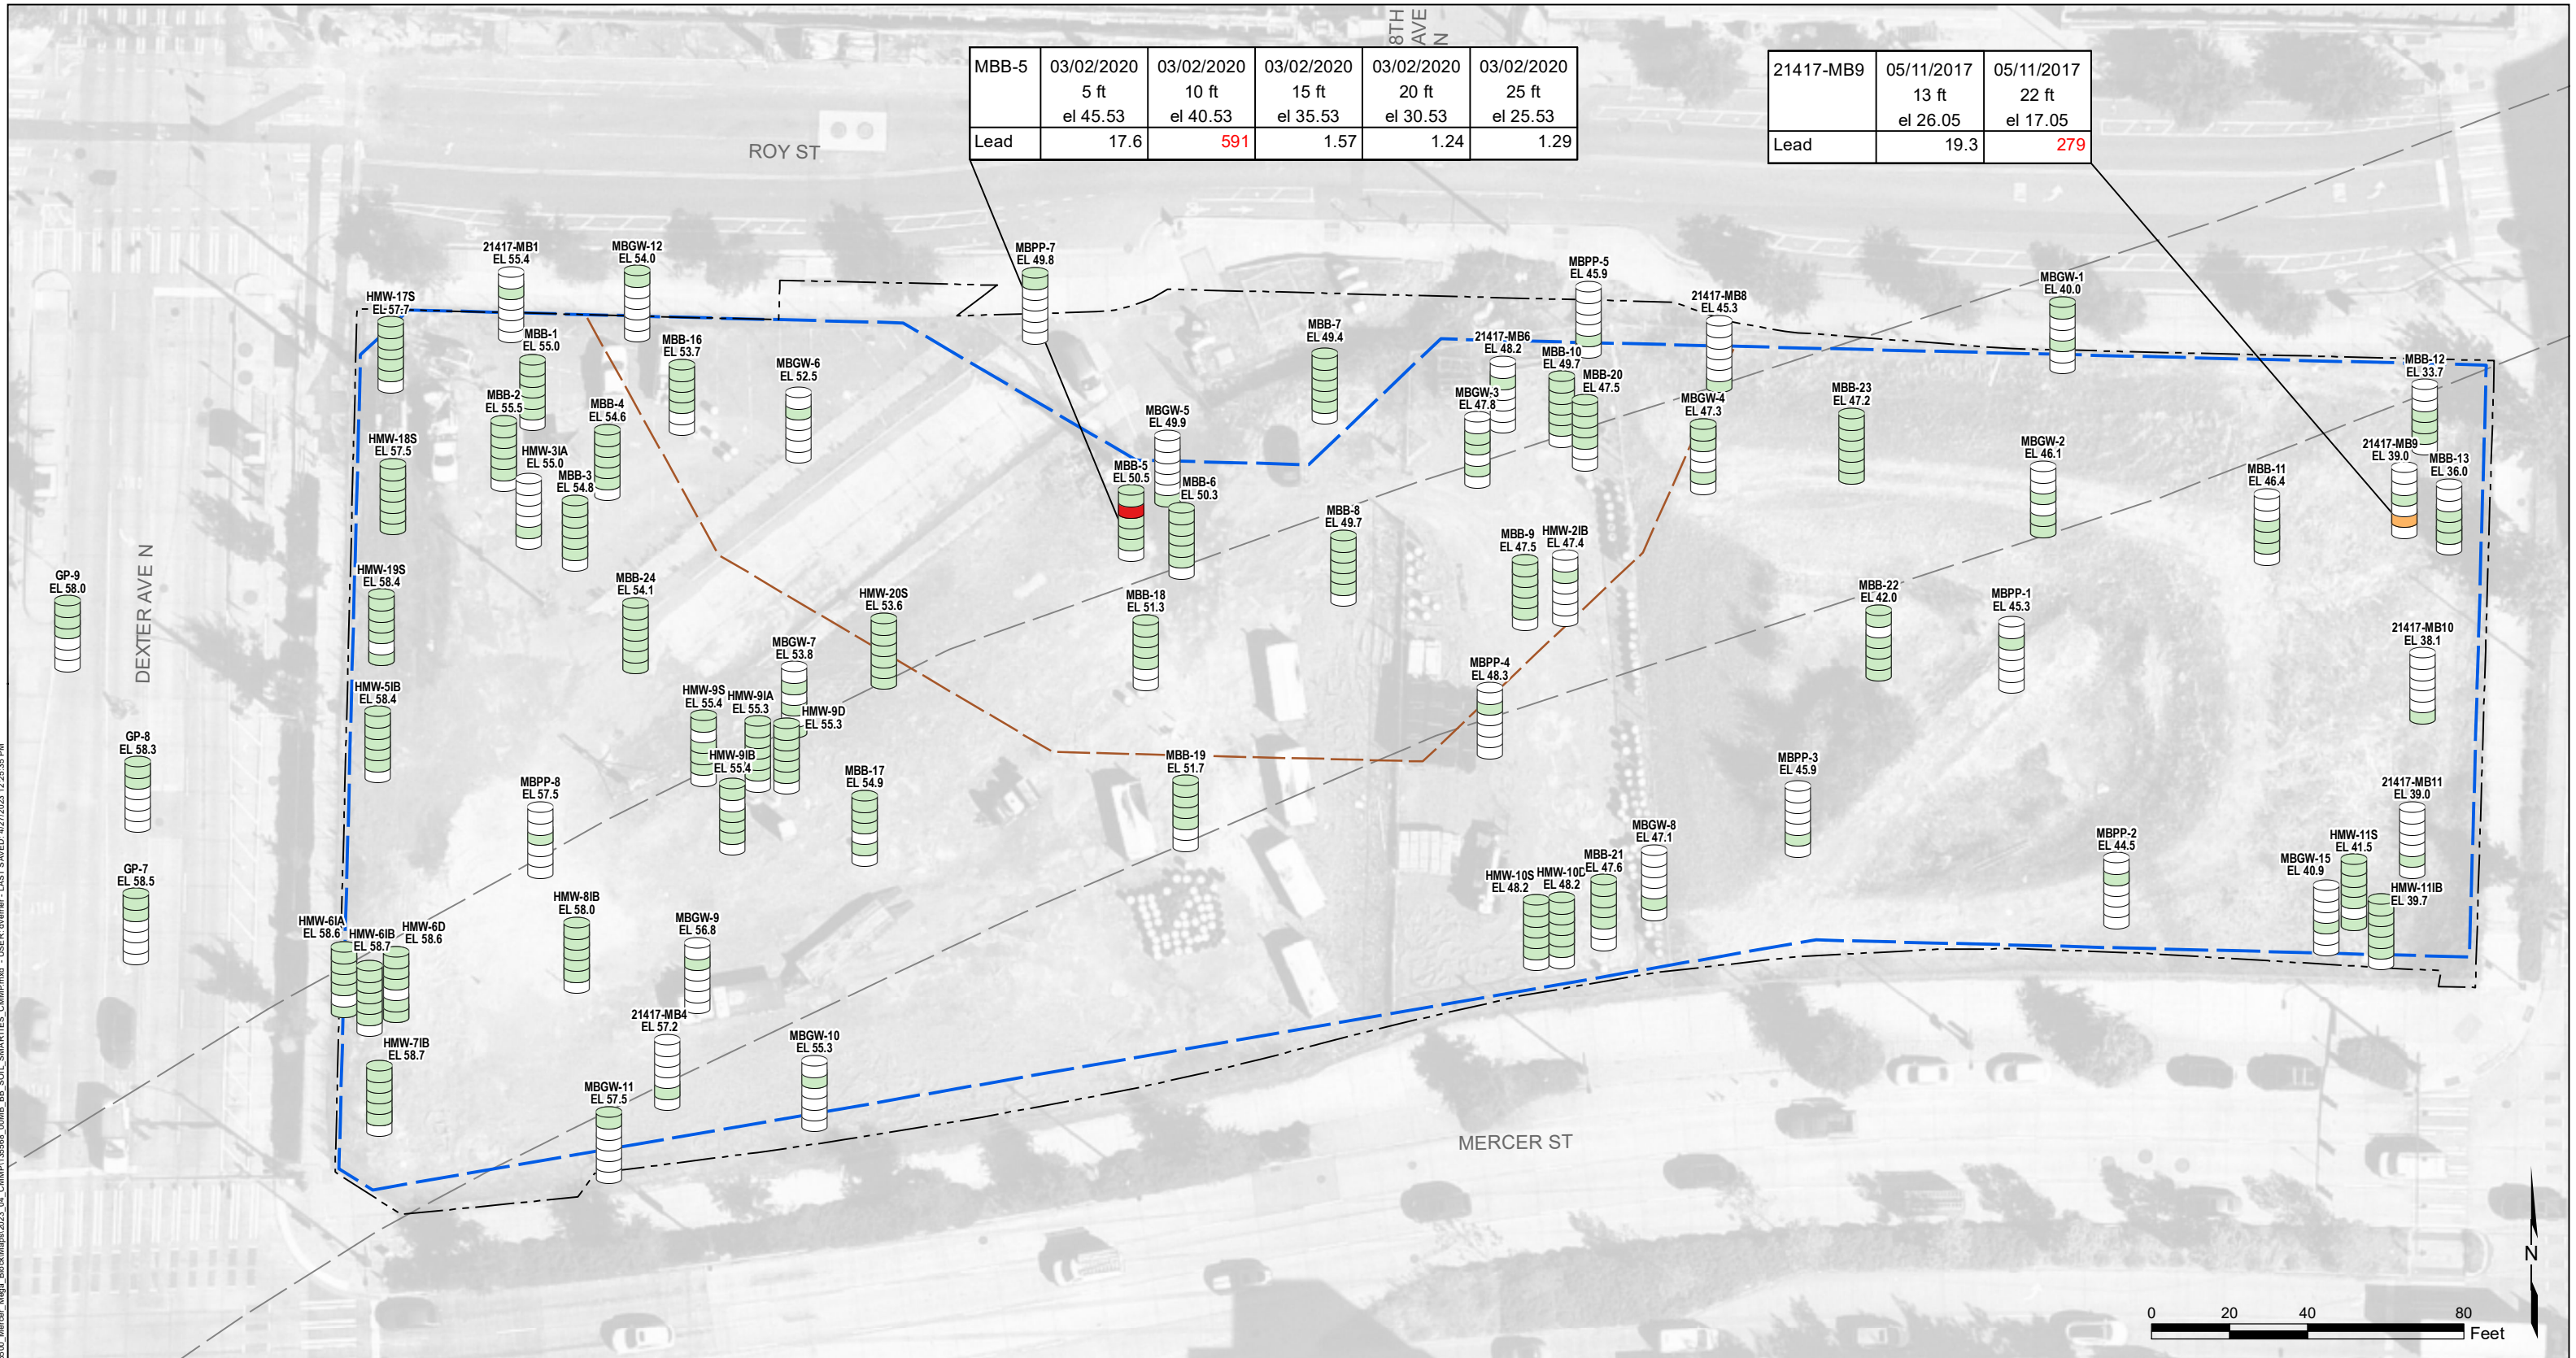 8TH
AVE
N
MBB-5 03/02/2020 03/02/2020 03/02/2020 03/02/2020 03/02/2020
5 ft 10 ft 15 ft 20 ft 25 ft
el 45.53 el 40.53 el 35.53 el 30.53 el 25.53
Lead 17.6 591 1.57 1.24 1.29
21417-MB9 05/11/2017 05/11/2017
13 ft 22 ft
el 26.05 el 17.05
Lead 19.3 279
ROY ST
21417-MB1
EL 55.4
MBGW-12
EL 54.0
MBPP-7
EL 49.8
MBPP-5
EL 45.9
21417-MB8
EL 45.3
MBGW-1
EL 40.0
HMW-17S
EL 57.7
MBB-1
EL 55.0
MBB-16
EL 53.7
MBGW-6
EL 52.5
MBB-7
EL 49.4
21417-MB6
EL 48.2
MBB-10
EL 49.7
MBB-20
EL 47.5
MBB-12
EL 33.7
MBB-2
EL 55.5
MBB-4
EL 54.6
MBGW-5
EL 49.9
MBGW-3
EL 47.8
MBGW-4
EL 47.3
MBB-23
EL 47.2
HMW-18S
EL 57.5
HMW-3IA
EL 55.0
MBB-3
EL 54.8
MBB-5
EL 50.5
MBB-6
EL 50.3
MBGW-2
EL 46.1
MBB-11
EL 46.4
21417-MB9
EL 39.0
MBB-13
EL 36.0
MBB-8
EL 49.7
MBB-9
EL 47.5
HMW-2IB
EL 47.4
GP-9
EL 58.0
DEXTER AVE N
HMW-19S
EL 58.4
MBB-24
EL 54.1
HMW-20S
EL 53.6
MBB-18
EL 51.3
MBB-22
EL 42.0
MBPP-1
EL 45.3
21417-MB10
EL 38.1
MBGW-7
EL 53.8
MBPP-4
EL 48.3
HMW-5IB
EL 58.4
HMW-9S
EL 55.4
HMW-9IA
EL 55.3
HMW-9D
EL 55.3
GP-8
EL 58.3
HMW-9IB
EL 55.4
MBB-17
EL 54.9
MBB-19
EL 51.7
MBPP-3
EL 45.9
MBPP-8
EL 57.5
21417-MB11
EL 39.0
GP-7
EL 58.5
HMW-8IB
EL 58.0
MBGW-9
EL 56.8
HMW-10S
EL 48.2
HMW-10D
EL 48.2
MBB-21
EL 47.6
MBGW-8
EL 47.1
MBPP-2
EL 44.5
MBGW-15
EL 40.9
HMW-11S
EL 41.5
HMW-11IB
EL 39.7
HMW-6IA
EL 58.6
HMW-6IB
EL 58.7
HMW-6D
EL 58.6
HMW-7IB
EL 58.7
21417-MB4
EL 57.2
MBGW-10
EL 55.3
MBGW-11
EL 57.5
MERCER ST
N
0 20 40 80
Feet